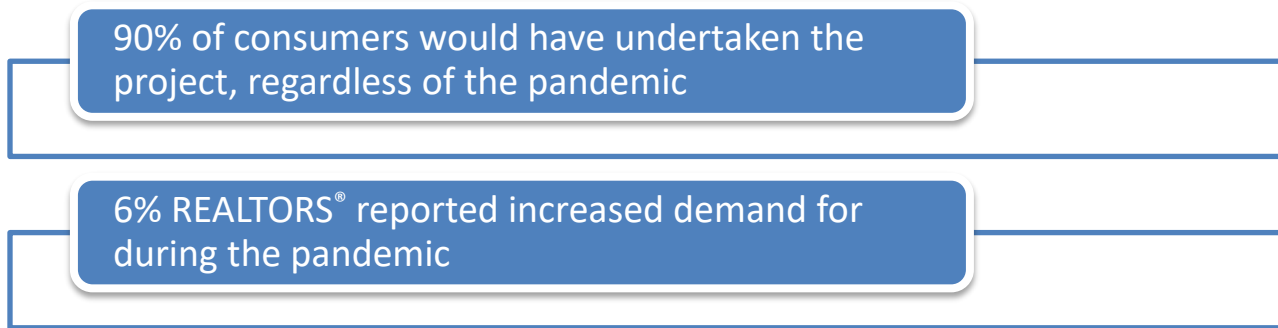 90% of consumers would have undertaken the
project, regardless of the pandemic
6% REALTORS® reported increased demand for
during the pandemic